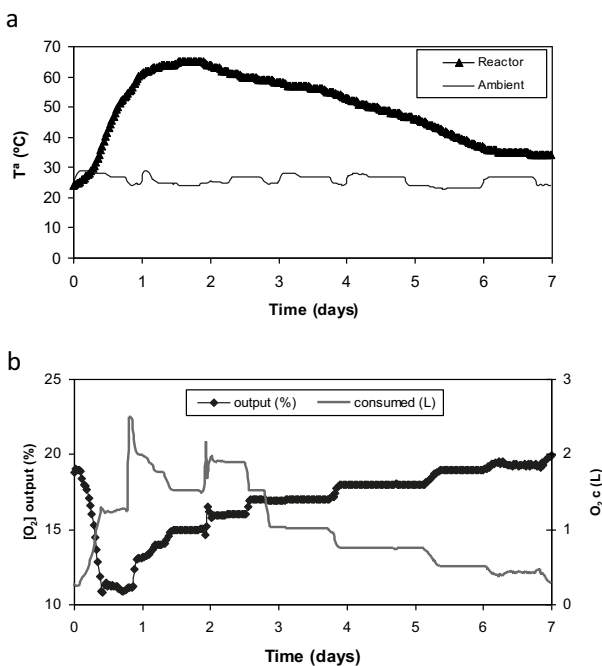 a
70
60
50
40
30
20
10
0
Tª (ºC)
Reactor
Ambient
0 1 2 3 4 5 6 7
Time (days)
b
25
20
15
10
[O₂] output (%)
output (%) consumed (L)
3
2
1
0
O₂ c (L)
0 1 2 3 4 5 6 7
Time (days)